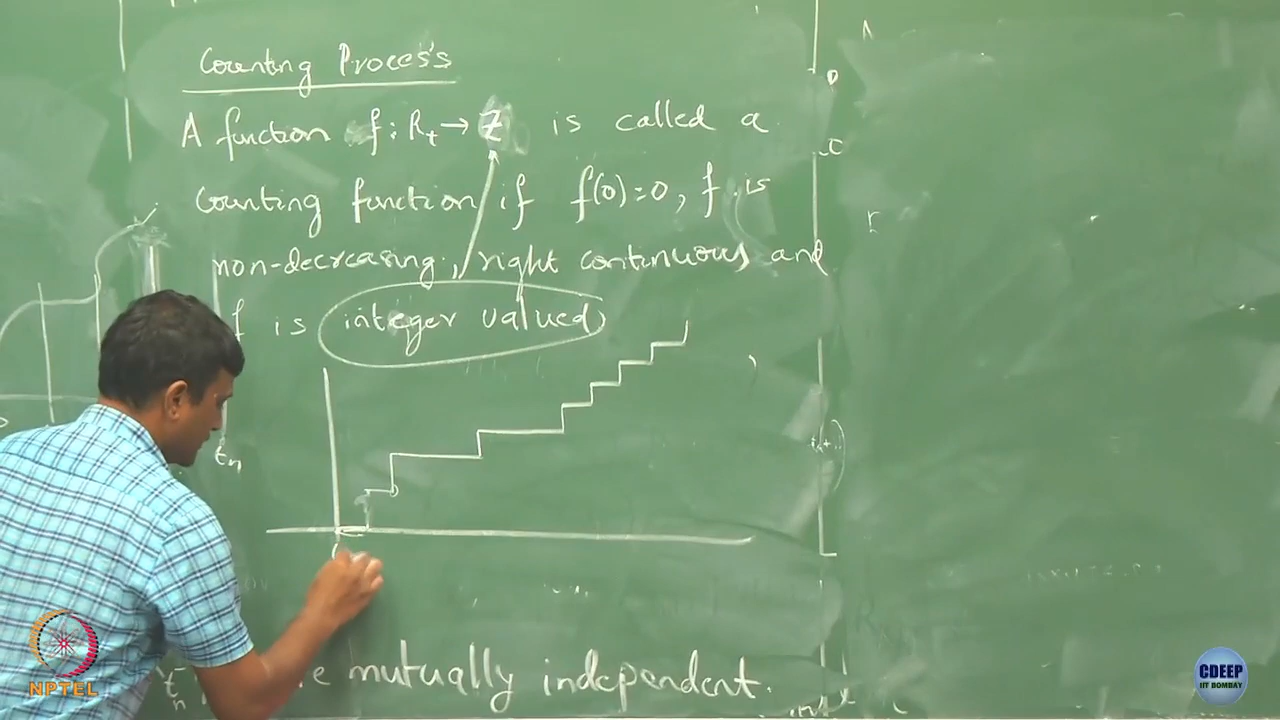 Counting Process
A function f: R₊ → Z is called a
counting function if f(0)=0, f is
non-decreasing, right continuous and
f is integer valued
tₙ
mutually independent.
NPTEL
CDEEP
IIT BOMBAY